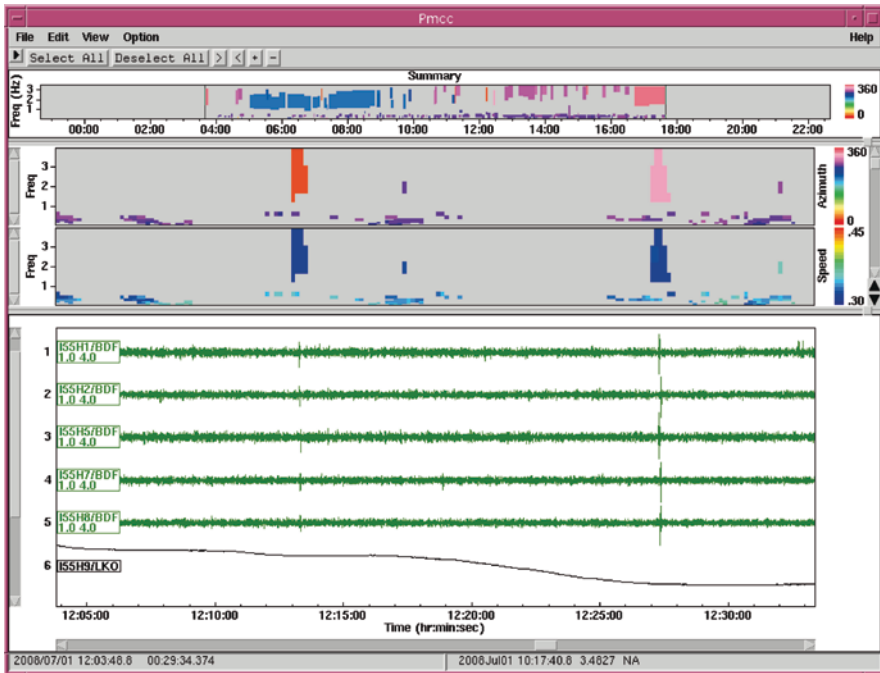 Pmcc
File Edit View Option Help
Select All Deselect All > < + -
Summary
Freq (Hz)
3
2
1
360
0
00:00 02:00 04:00 06:00 08:00 10:00 12:00 14:00 16:00 18:00 20:00 22:00
Freq
3
2
1
360
0
Azimuth
Freq
3
2
1
.45
.30
Speed
1 I55H1/BDF
1.0 4.0
2 I55H2/BDF
1.0 4.0
3 I55H5/BDF
1.0 4.0
4 I55H7/BDF
1.0 4.0
5 I55H8/BDF
1.0 4.0
6 I55H9/LKO
12:05:00 12:10:00 12:15:00 12:20:00 12:25:00 12:30:00
Time (hr:min:sec)
2008/07/01 12:03:48.8 00:29:34.374 2008Jul01 10:17:40.8 3.4827 NA